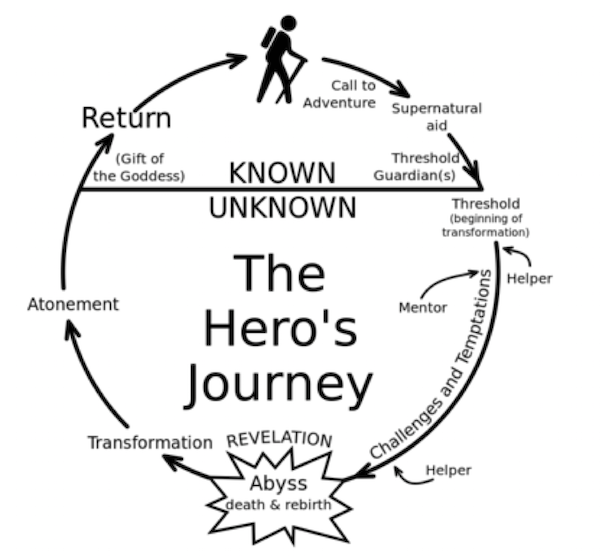 Call to
Adventure
Supernatural
aid
Return
(Gift of
the Goddess)
KNOWN
Threshold
Guardian(s)
UNKNOWN
Threshold
(beginning of
transformation)
The
Hero's
Journey
Helper
Mentor
Challenges and Temptations
Atonement
Transformation
REVELATION
Abyss
death & rebirth
Helper